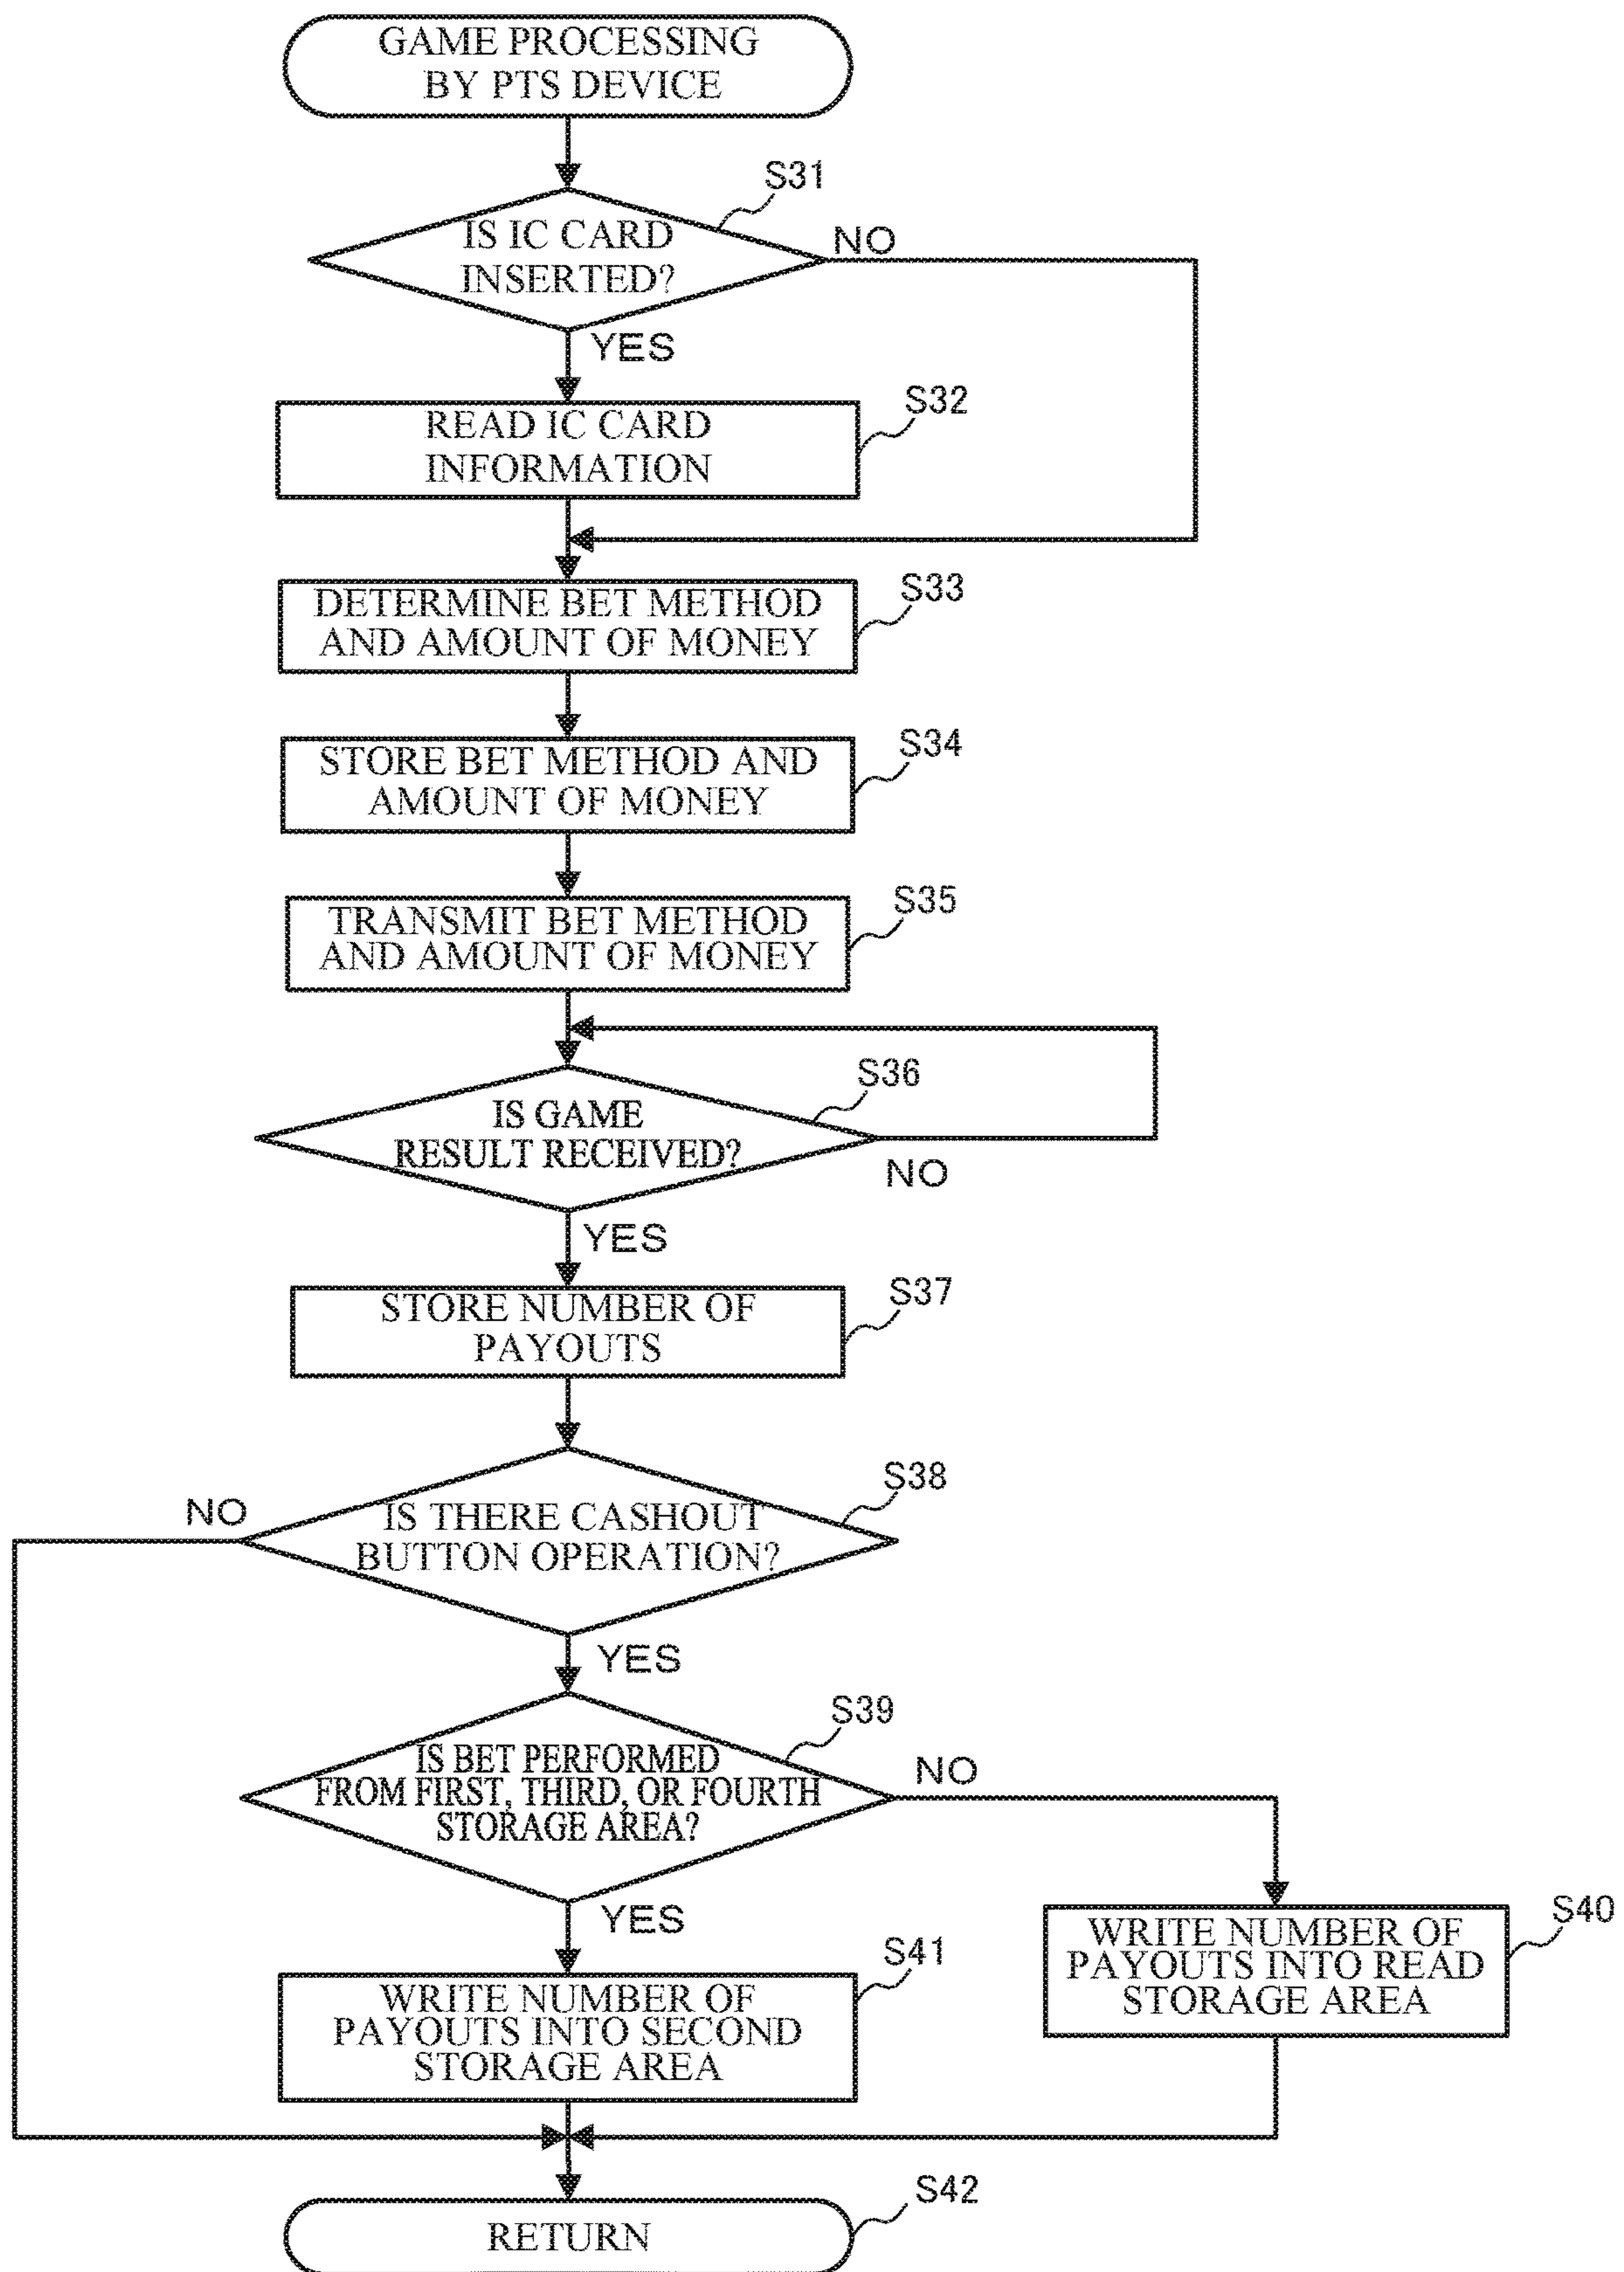 GAME PROCESSING
BY PTS DEVICE
S31
IS IC CARD
INSERTED?
NO
YES
S32
READ IC CARD
INFORMATION
S33
DETERMINE BET METHOD
AND AMOUNT OF MONEY
S34
STORE BET METHOD AND
AMOUNT OF MONEY
S35
TRANSMIT BET METHOD
AND AMOUNT OF MONEY
S36
IS GAME
RESULT RECEIVED?
NO
YES
S37
STORE NUMBER OF
PAYOUTS
S38
NO
IS THERE CASHOUT
BUTTON OPERATION?
YES
S39
IS BET PERFORMED
FROM FIRST, THIRD, OR FOURTH
STORAGE AREA?
NO
YES
S40
WRITE NUMBER OF
PAYOUTS INTO READ
STORAGE AREA
S41
WRITE NUMBER OF
PAYOUTS INTO SECOND
STORAGE AREA
S42
RETURN